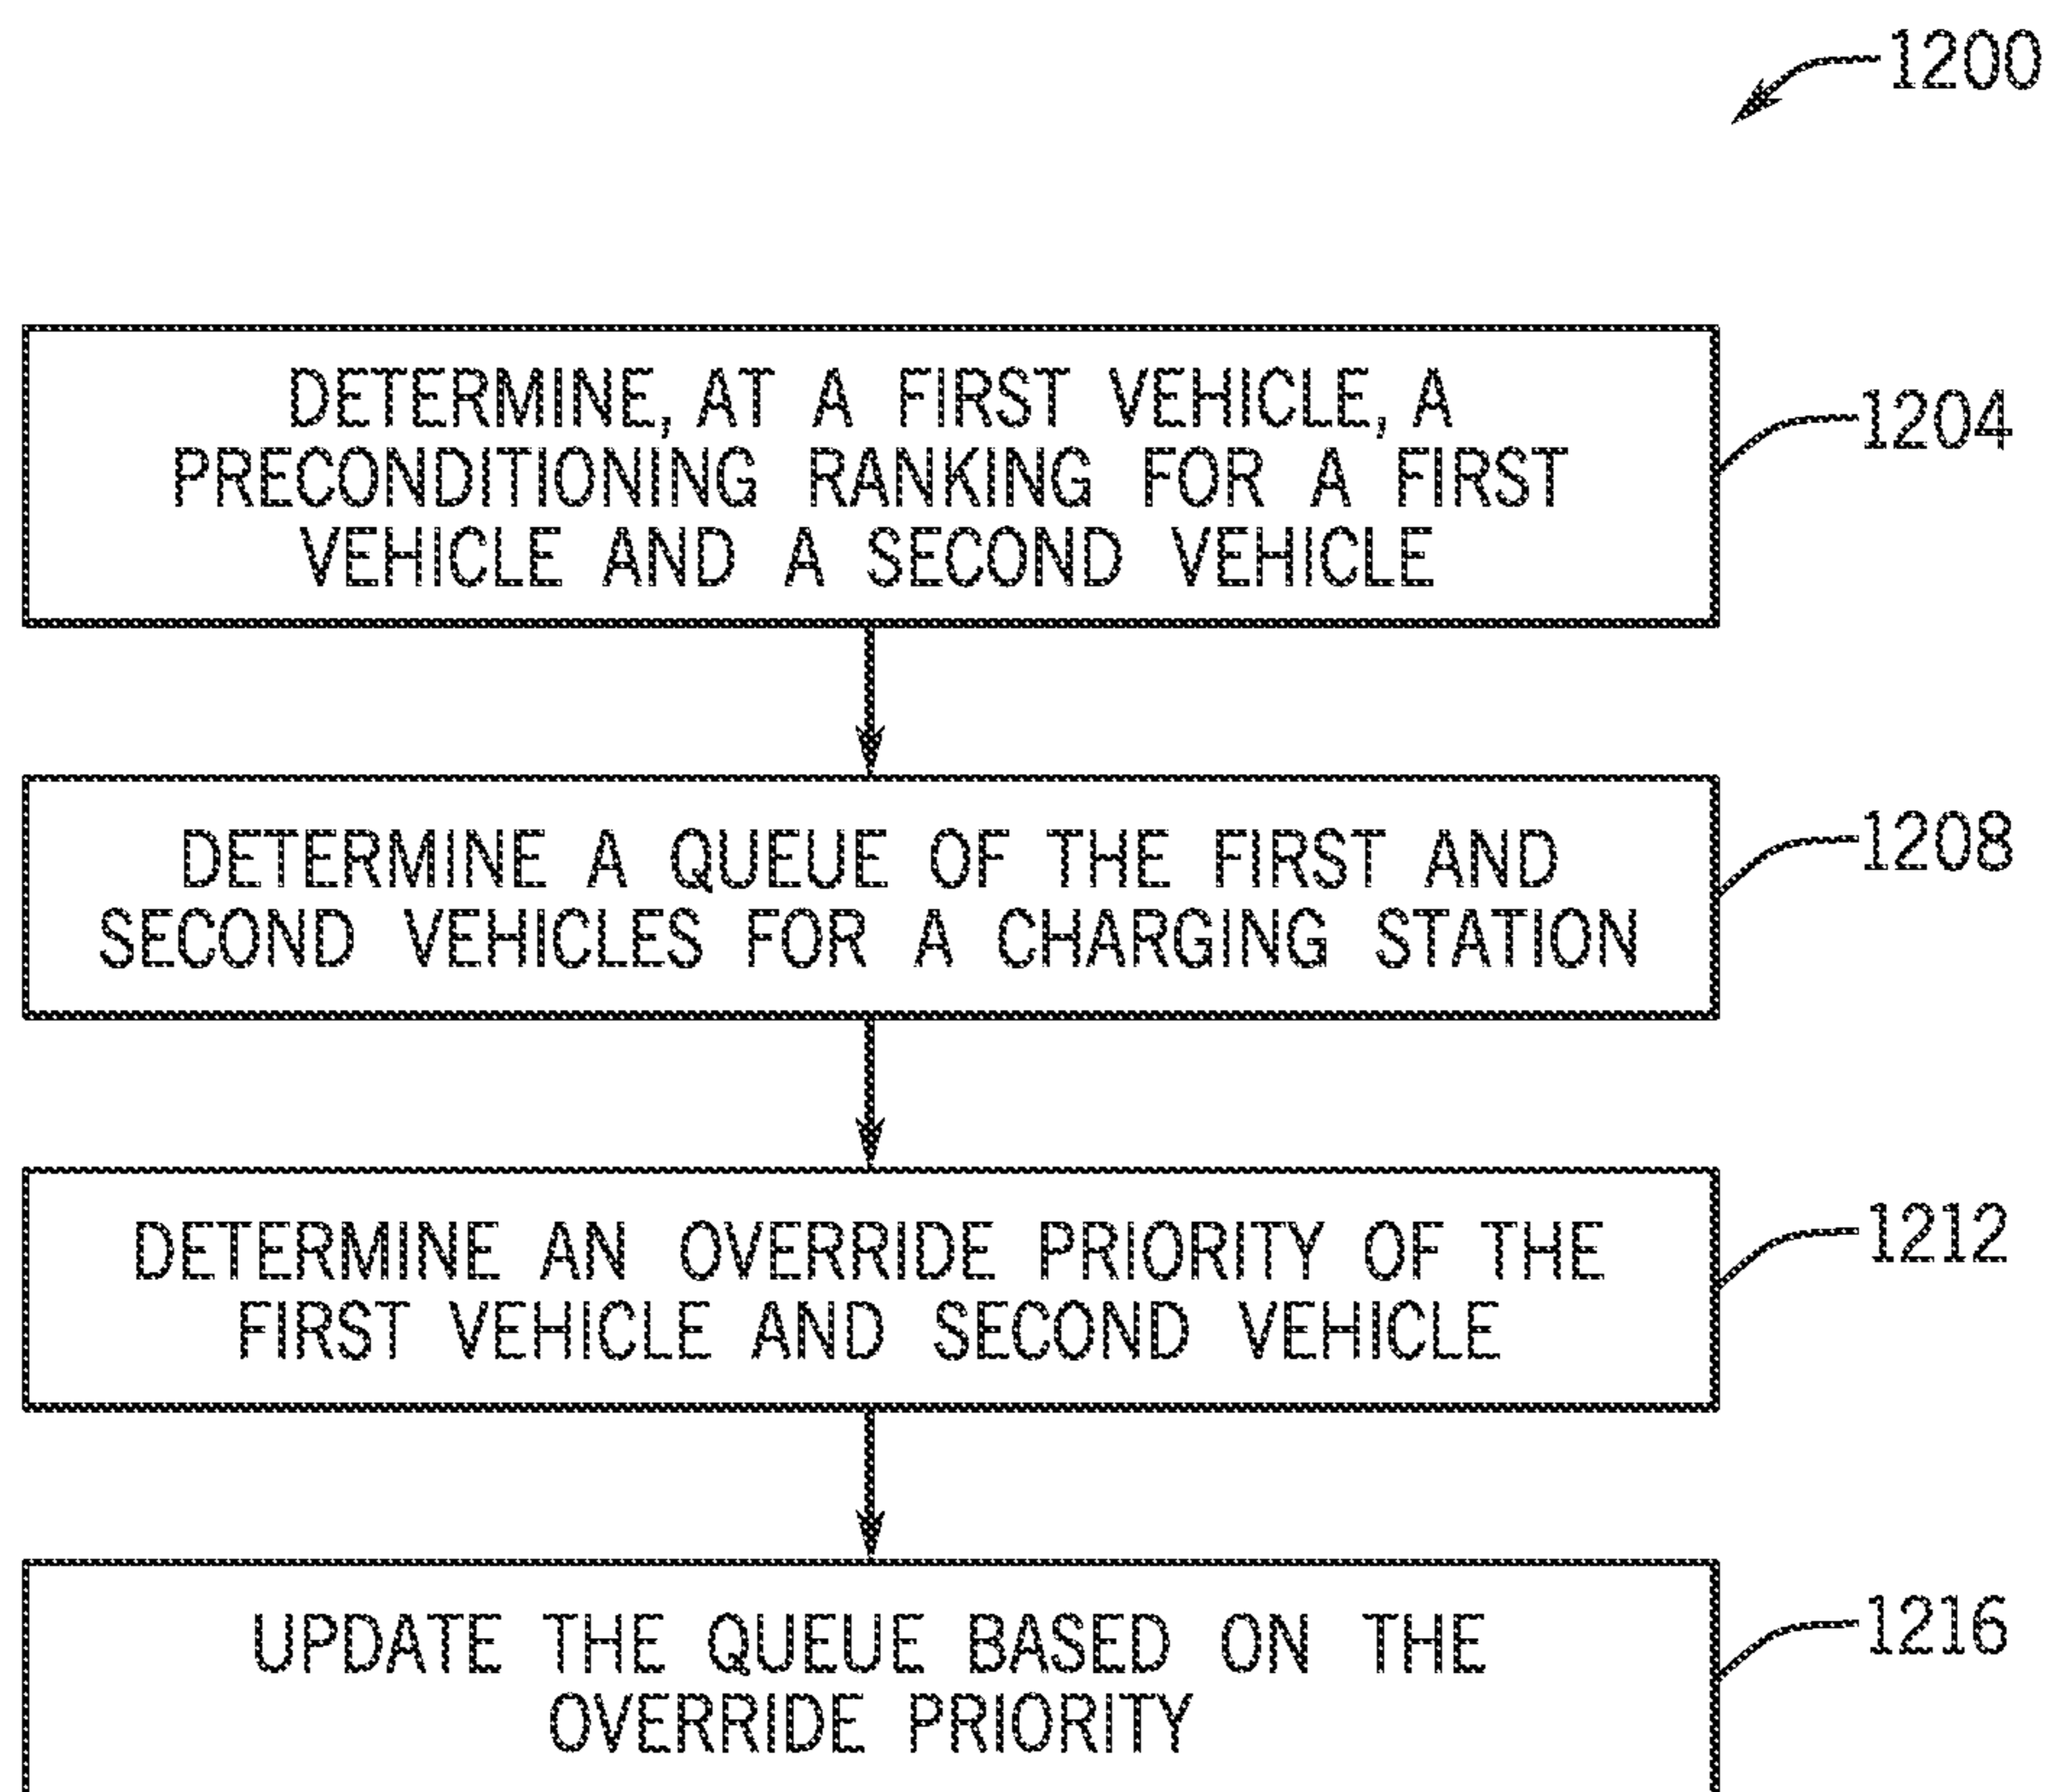 1200
DETERMINE, AT A FIRST VEHICLE, A
PRECONDITIONING RANKING FOR A FIRST
VEHICLE AND A SECOND VEHICLE
1204
DETERMINE A QUEUE OF THE FIRST AND
SECOND VEHICLES FOR A CHARGING STATION
1208
DETERMINE AN OVERRIDE PRIORITY OF THE
FIRST VEHICLE AND SECOND VEHICLE
1212
UPDATE THE QUEUE BASED ON THE
OVERRIDE PRIORITY
1216